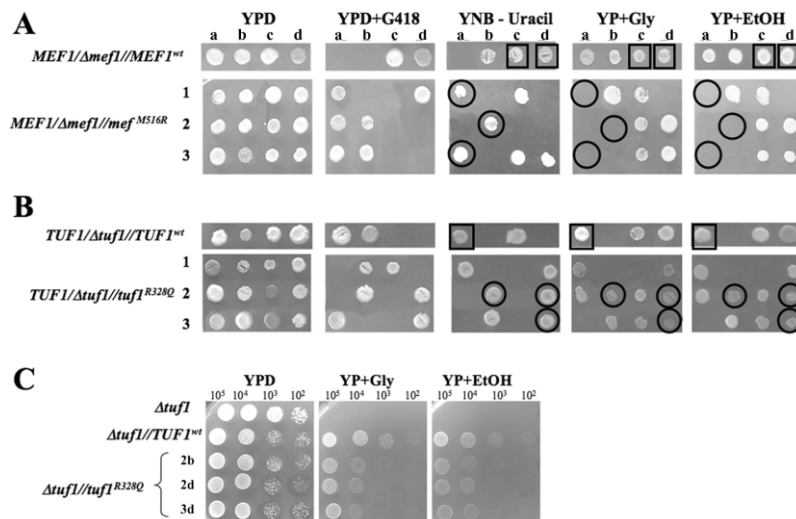 A
YPD YPD+G418 YNB - Uracil YP+Gly YP+EtOH
a b c d a b c d a b c d a b c d a b c d
MEF1/Δmef1//MEF1wt
1
MEF1/Δmef1//mef M516R 2
3
B
TUF1/Δtuf1//TUF1wt
1
TUF1/Δtuf1//tuf1R328Q 2
3
C
YPD YP+Gly YP+EtOH
10⁵ 10⁴ 10³ 10² 10⁵ 10⁴ 10³ 10² 10⁵ 10⁴ 10³ 10²
Δtuf1
Δtuf1//TUF1wt
2b
Δtuf1//tuf1R328Q 2d
3d